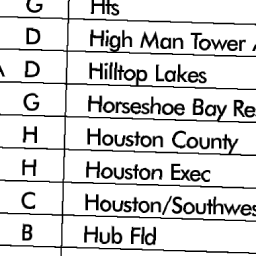 G Hts
D High Man Tower
D Hilltop Lakes
G Horseshoe Bay
H Houston County
H Houston Exec
C Houston/Southwes
B Hub Fld